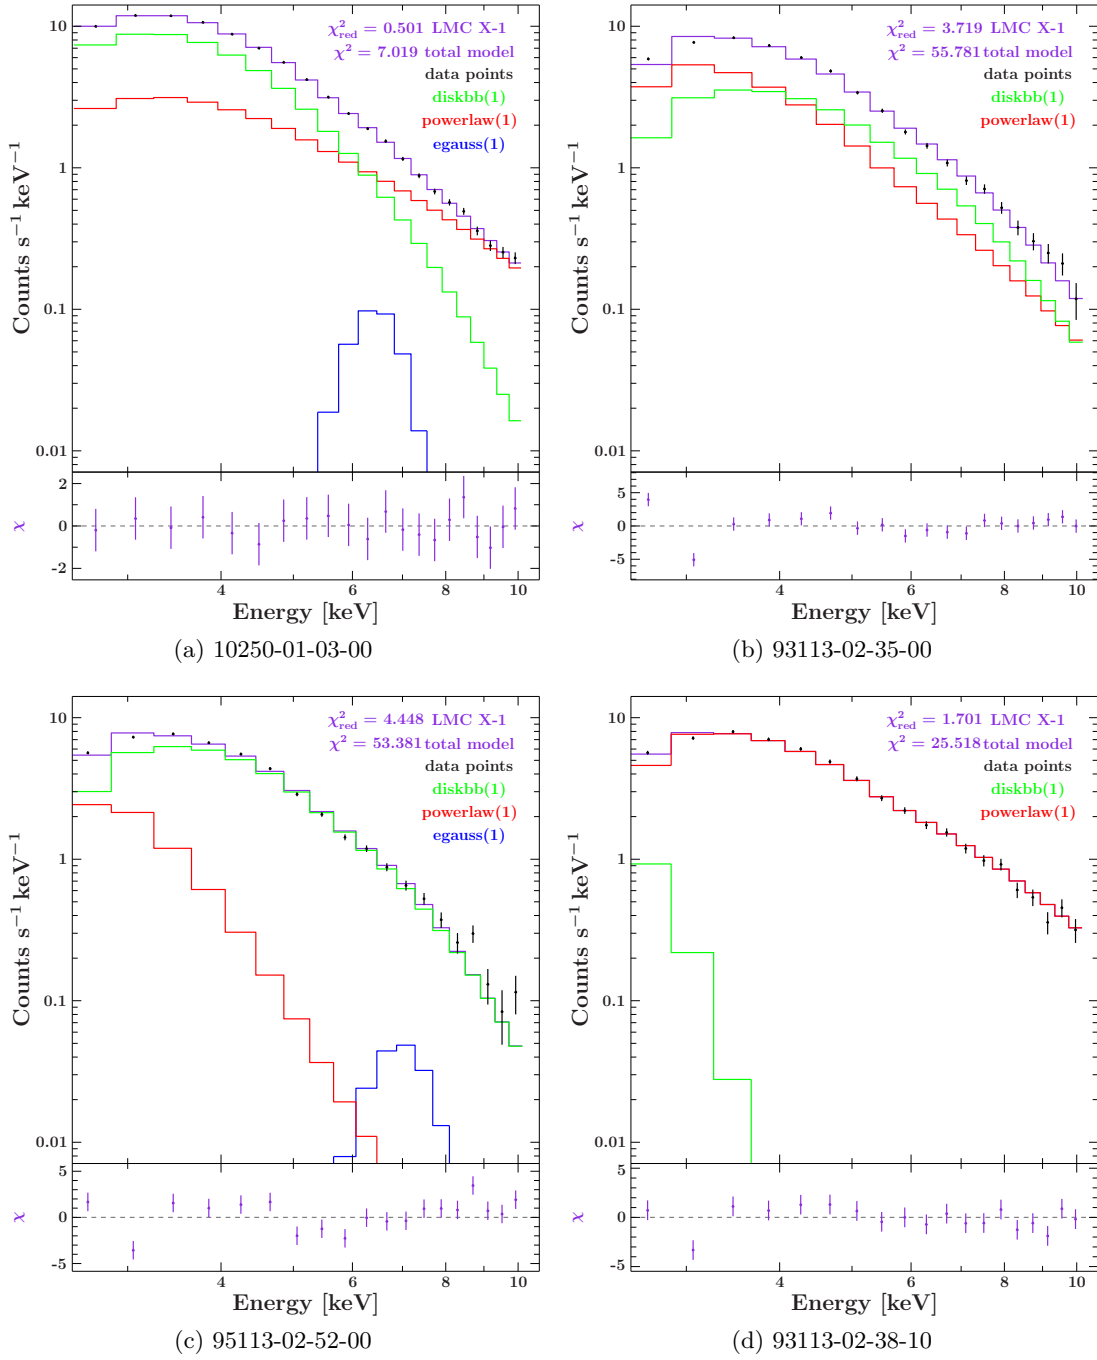 χ²red = 0.501 LMC X-1
χ² = 7.019 total model
data points
diskbb(1)
powerlaw(1)
egauss(1)
10
1
0.1
0.01
Counts s⁻¹ keV⁻¹
2
0
-2
χ
4 6 8 10
Energy [keV]
(a) 10250-01-03-00
χ²red = 3.719 LMC X-1
χ² = 55.781 total model
data points
diskbb(1)
powerlaw(1)
10
1
0.1
0.01
Counts s⁻¹ keV⁻¹
5
0
-5
χ
4 6 8 10
Energy [keV]
(b) 93113-02-35-00
χ²red = 4.448 LMC X-1
χ² = 53.381 total model
data points
diskbb(1)
powerlaw(1)
egauss(1)
10
1
0.1
0.01
Counts s⁻¹ keV⁻¹
5
0
-5
χ
4 6 8 10
Energy [keV]
(c) 95113-02-52-00
χ²red = 1.701 LMC X-1
χ² = 25.518 total model
data points
diskbb(1)
powerlaw(1)
10
1
0.1
0.01
Counts s⁻¹ keV⁻¹
5
0
-5
χ
4 6 8 10
Energy [keV]
(d) 93113-02-38-10